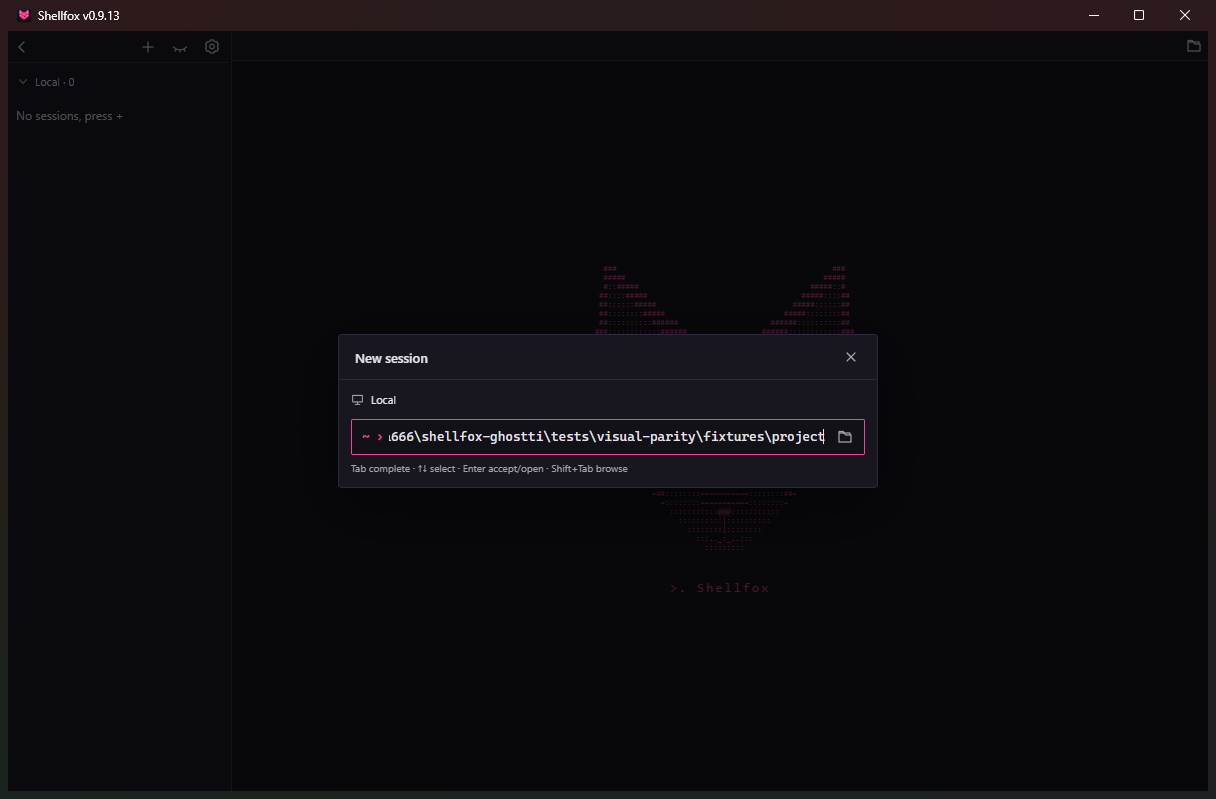 Shellfox v0.9.13
Local · 0
No sessions, press +
New session
Local
~ › 666\shellfox-ghostti\tests\visual-parity\fixtures\project
Tab complete · ↑↓ select · Enter accept/open · Shift+Tab browse
>. Shellfox